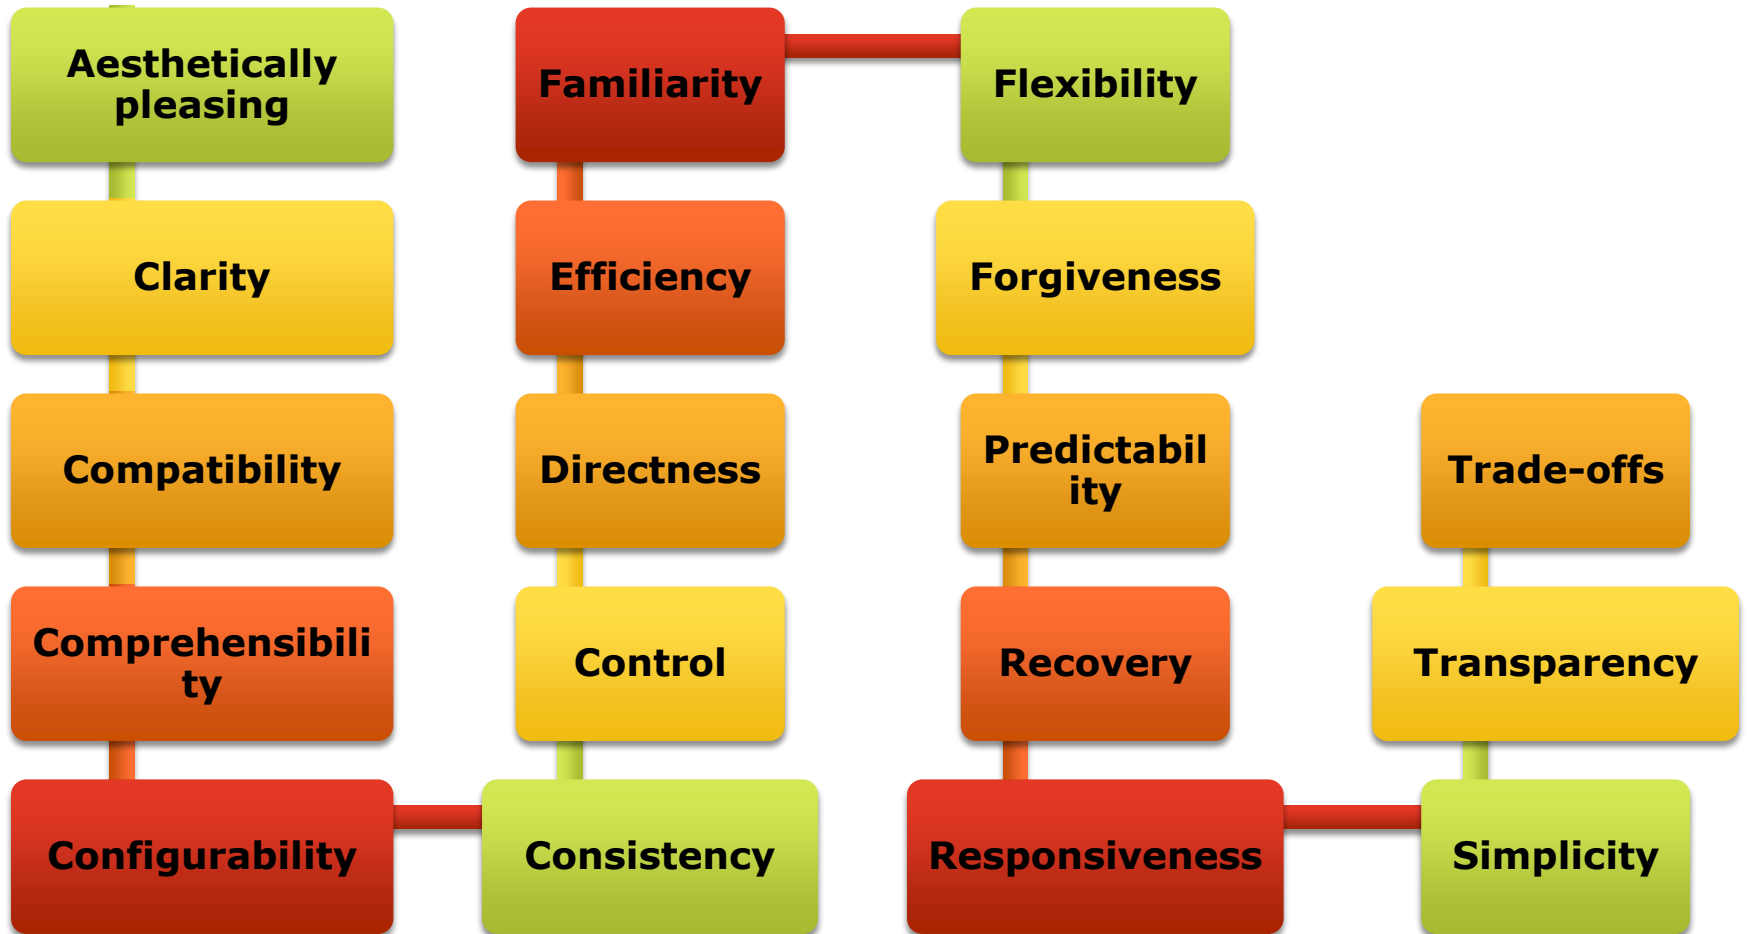 Aesthetically
pleasing
Clarity
Compatibility
Comprehensibili
ty
Configurability
Consistency
Control
Directness
Efficiency
Familiarity
Flexibility
Forgiveness
Predictabil
ity
Recovery
Responsiveness
Simplicity
Transparency
Trade-offs